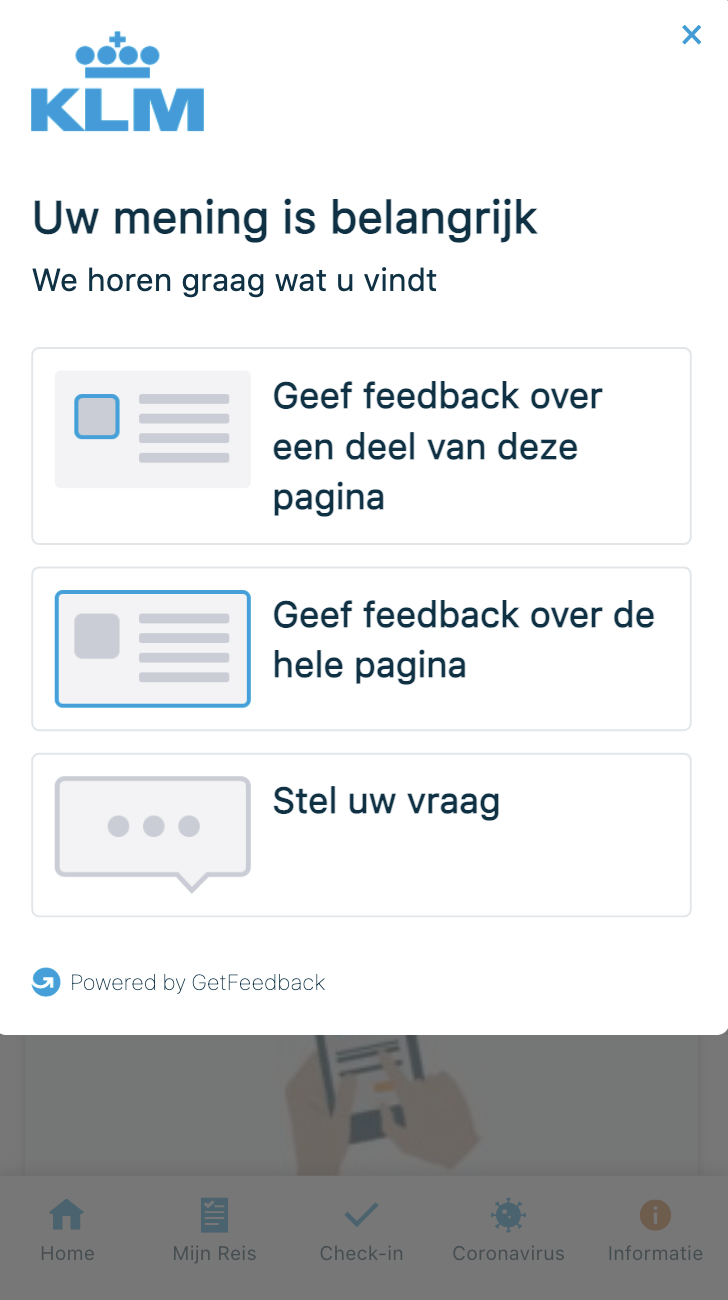 KLM
Uw mening is belangrijk
We horen graag wat u vindt
Geef feedback over
een deel van deze
pagina
Geef feedback over de
hele pagina
Stel uw vraag
Powered by GetFeedback
Home Mijn Reis Check-in Coronavirus Informatie